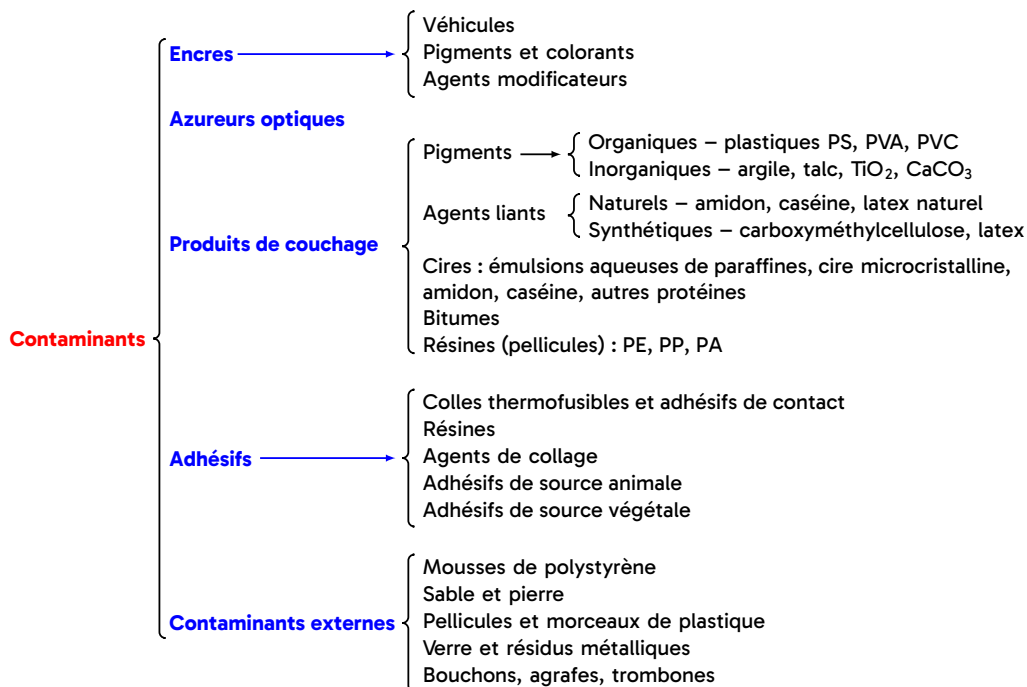 Contaminants
Encres
Véhicules
Pigments et colorants
Agents modificateurs
Azureurs optiques
Produits de couchage
Pigments
Organiques – plastiques PS, PVA, PVC
Inorganiques – argile, talc, TiO₂, CaCO₃
Agents liants
Naturels – amidon, caséine, latex naturel
Synthétiques – carboxyméthylcellulose, latex
Cires : émulsions aqueuses de paraffines, cire microcristalline,
amidon, caséine, autres protéines
Bitumes
Résines (pellicules) : PE, PP, PA
Adhésifs
Colles thermofusibles et adhésifs de contact
Résines
Agents de collage
Adhésifs de source animale
Adhésifs de source végétale
Contaminants externes
Mousses de polystyrène
Sable et pierre
Pellicules et morceaux de plastique
Verre et résidus métalliques
Bouchons, agrafes, trombones